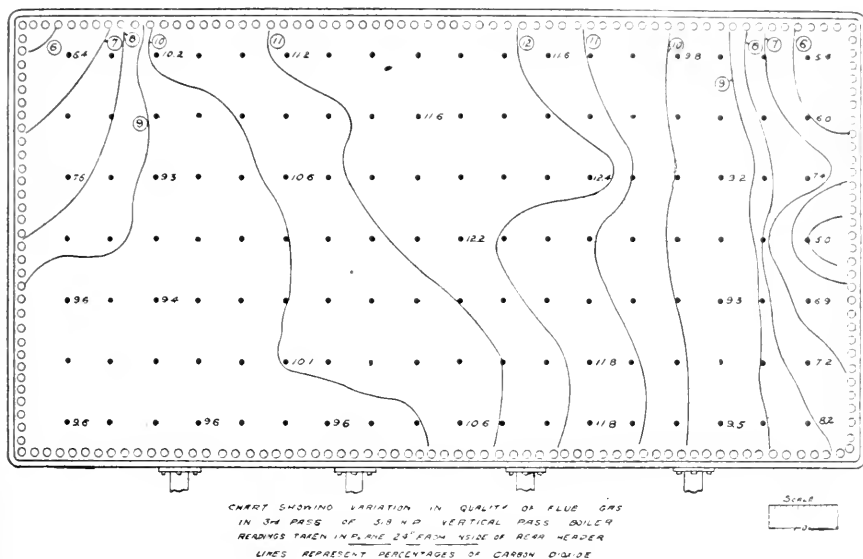 6 6.4 7 8 10 10.2 11 11.2 12 11.6 11 10 9.8 8 7 6 5.4
9
9 11.6 6.0
7.6 9.3 10.6 12.4 9.2 7.4
12.2 5.0
9.6 9.4 9.3 6.9
10.1 11.8 7.2
9.6 9.6 9.6 10.6 11.8 9.5 8.2
CHART SHOWING VARIATION IN QUALITY OF FLUE GAS
IN 3rd PASS OF 518 H.P. VERTICAL PASS BOILER
READINGS TAKEN IN PLANE 24" FROM INSIDE OF REAR HEADER
LINES REPRESENT PERCENTAGES OF CARBON DIOXIDE
SCALE